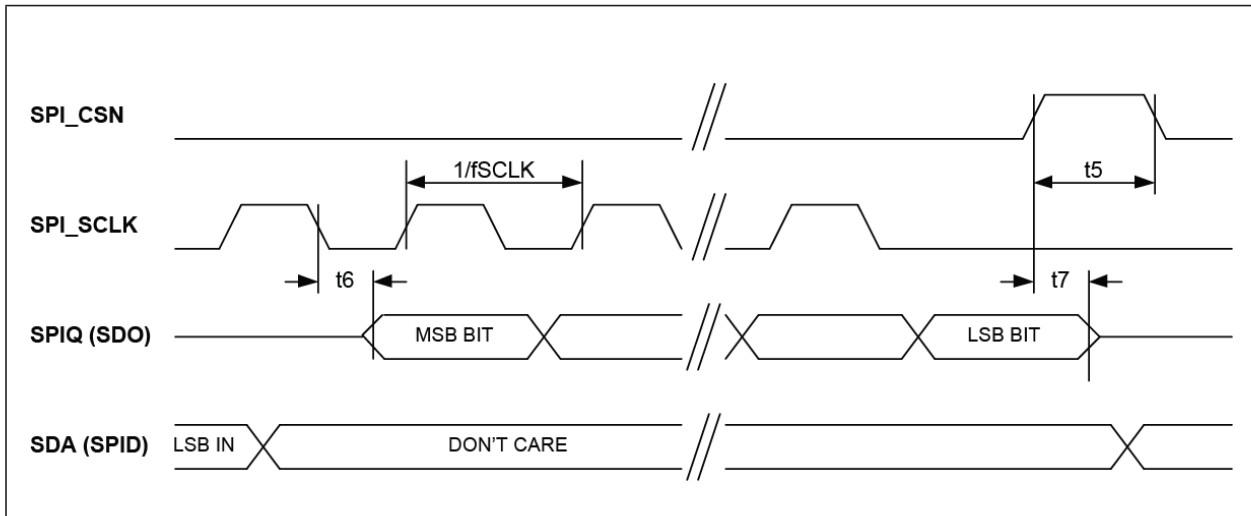 SPI_CSN
t5
1/fSCLK
SPI_SCLK
t6
t7
SPIQ (SDO)
MSB BIT
LSB BIT
SDA (SPID)
LSB IN
DON'T CARE